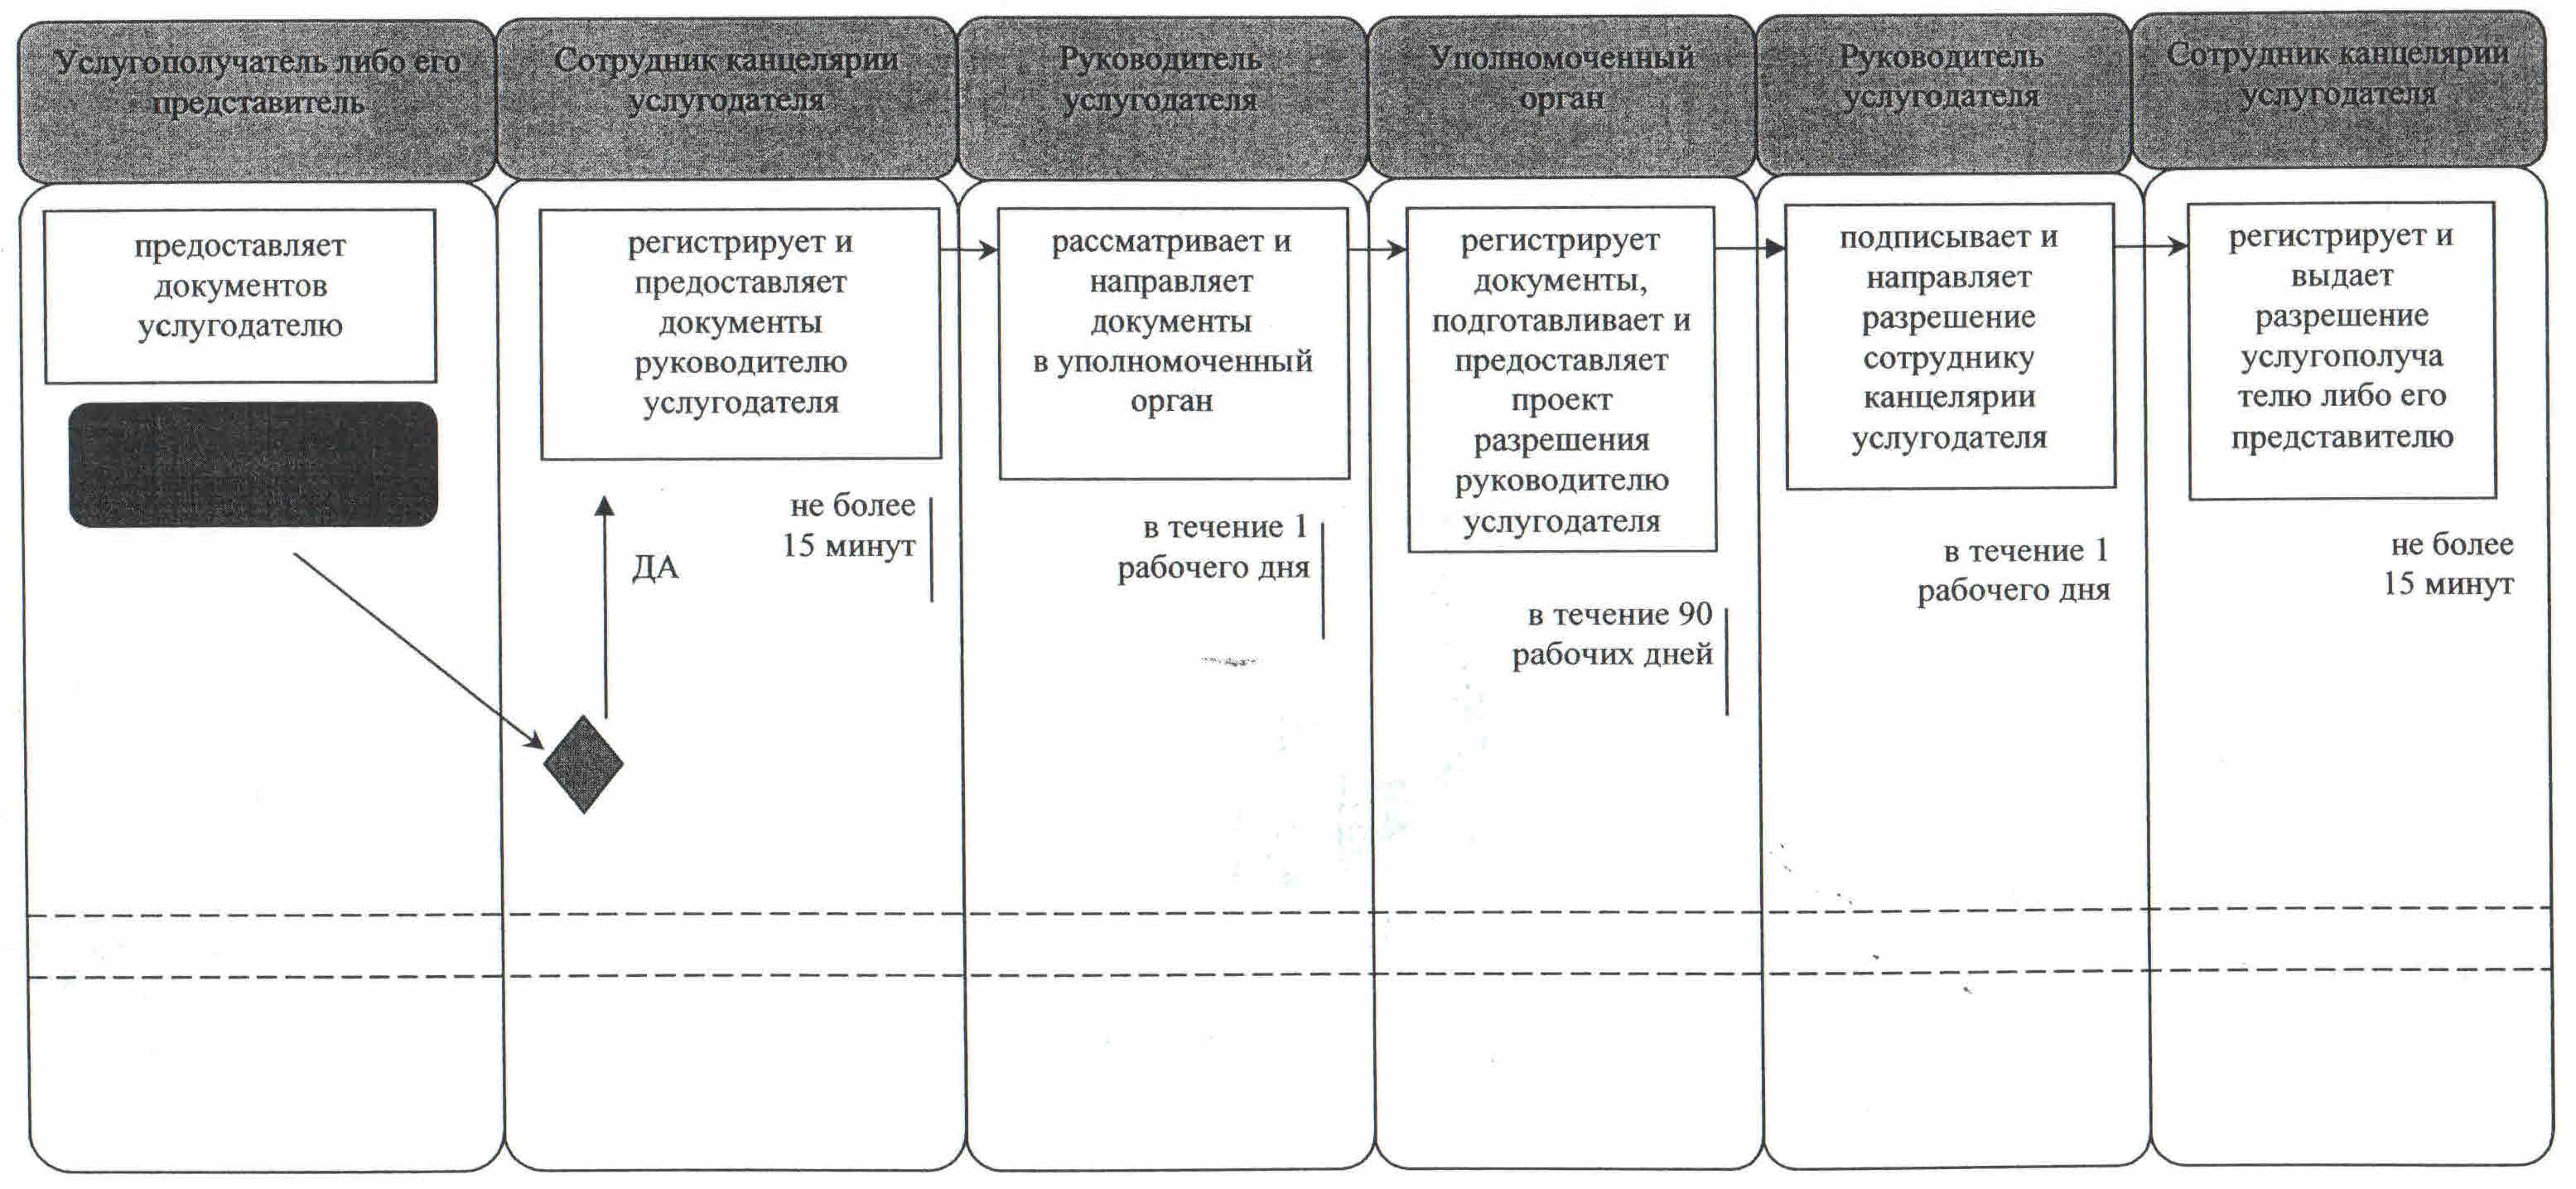 Услугополучатель либо его
представитель
Сотрудник канцелярии
услугодателя
Руководитель
услугодателя
Уполномоченный
орган
Руководитель
услугодателя
Сотрудник канцелярии
услугодателя
предоставляет
документов
услугодателю
регистрирует и
предоставляет
документы
руководителю
услугодателя
не более
15 минут
ДА
рассматривает и
направляет
документы
в уполномоченный
орган
в течение 1
рабочего дня
регистрирует
документы,
подготавливает и
предоставляет
проект
разрешения
руководителю
услугодателя
в течение 90
рабочих дней
подписывает и
направляет
разрешение
сотруднику
канцелярии
услугодателя
в течение 1
рабочего дня
регистрирует и
выдает
разрешение
услугополуча
телю либо его
представителю
не более
15 минут